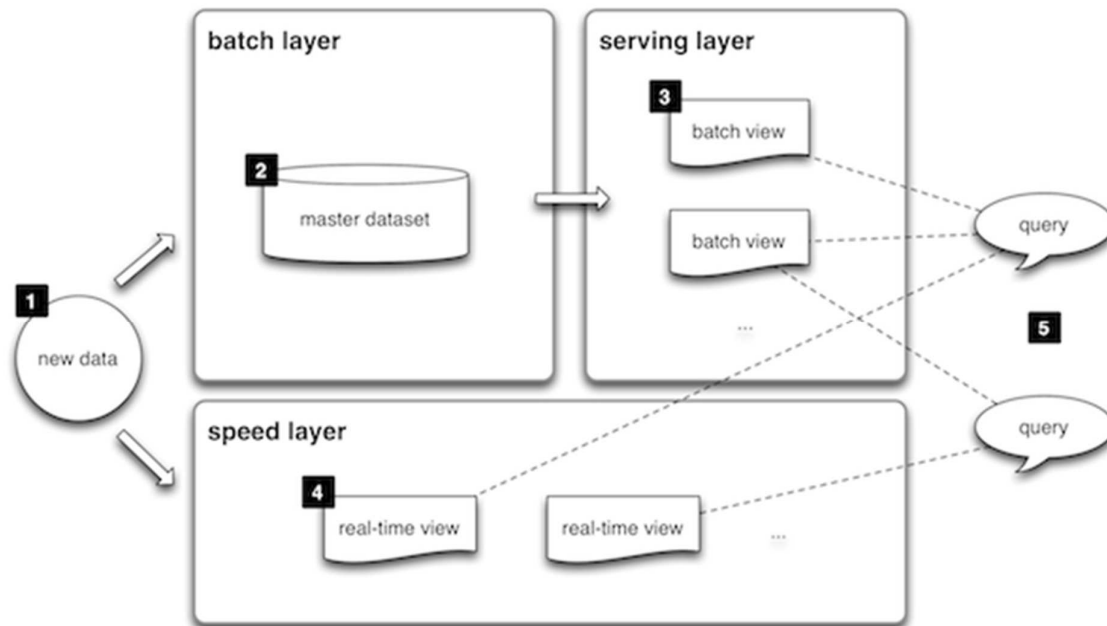 batch layer
serving layer
3
batch view
2
master dataset
batch view
query
1
new data
...
5
speed layer
query
4
real-time view
real-time view
...